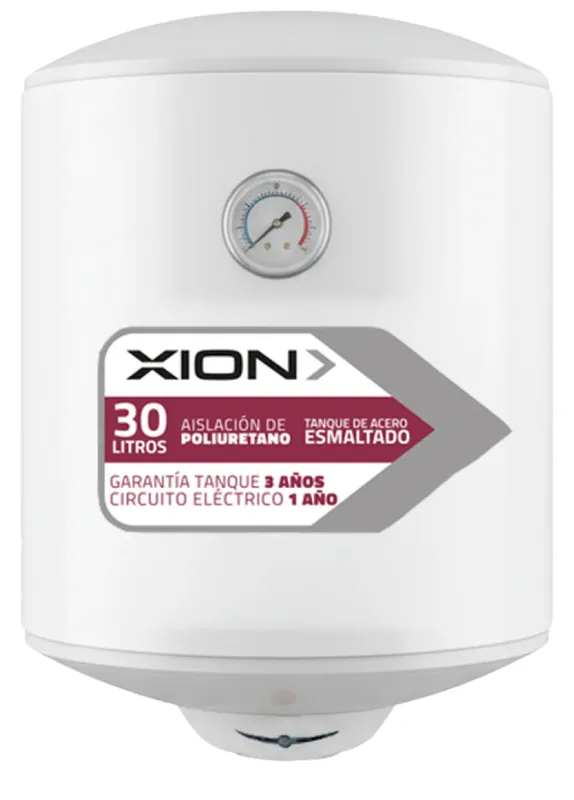 XION
30
LITROS
AISLACIÓN DE
POLIURETANO
TANQUE DE ACERO
ESMALTADO
GARANTÍA TANQUE 3 AÑOS
CIRCUITO ELÉCTRICO 1 AÑO